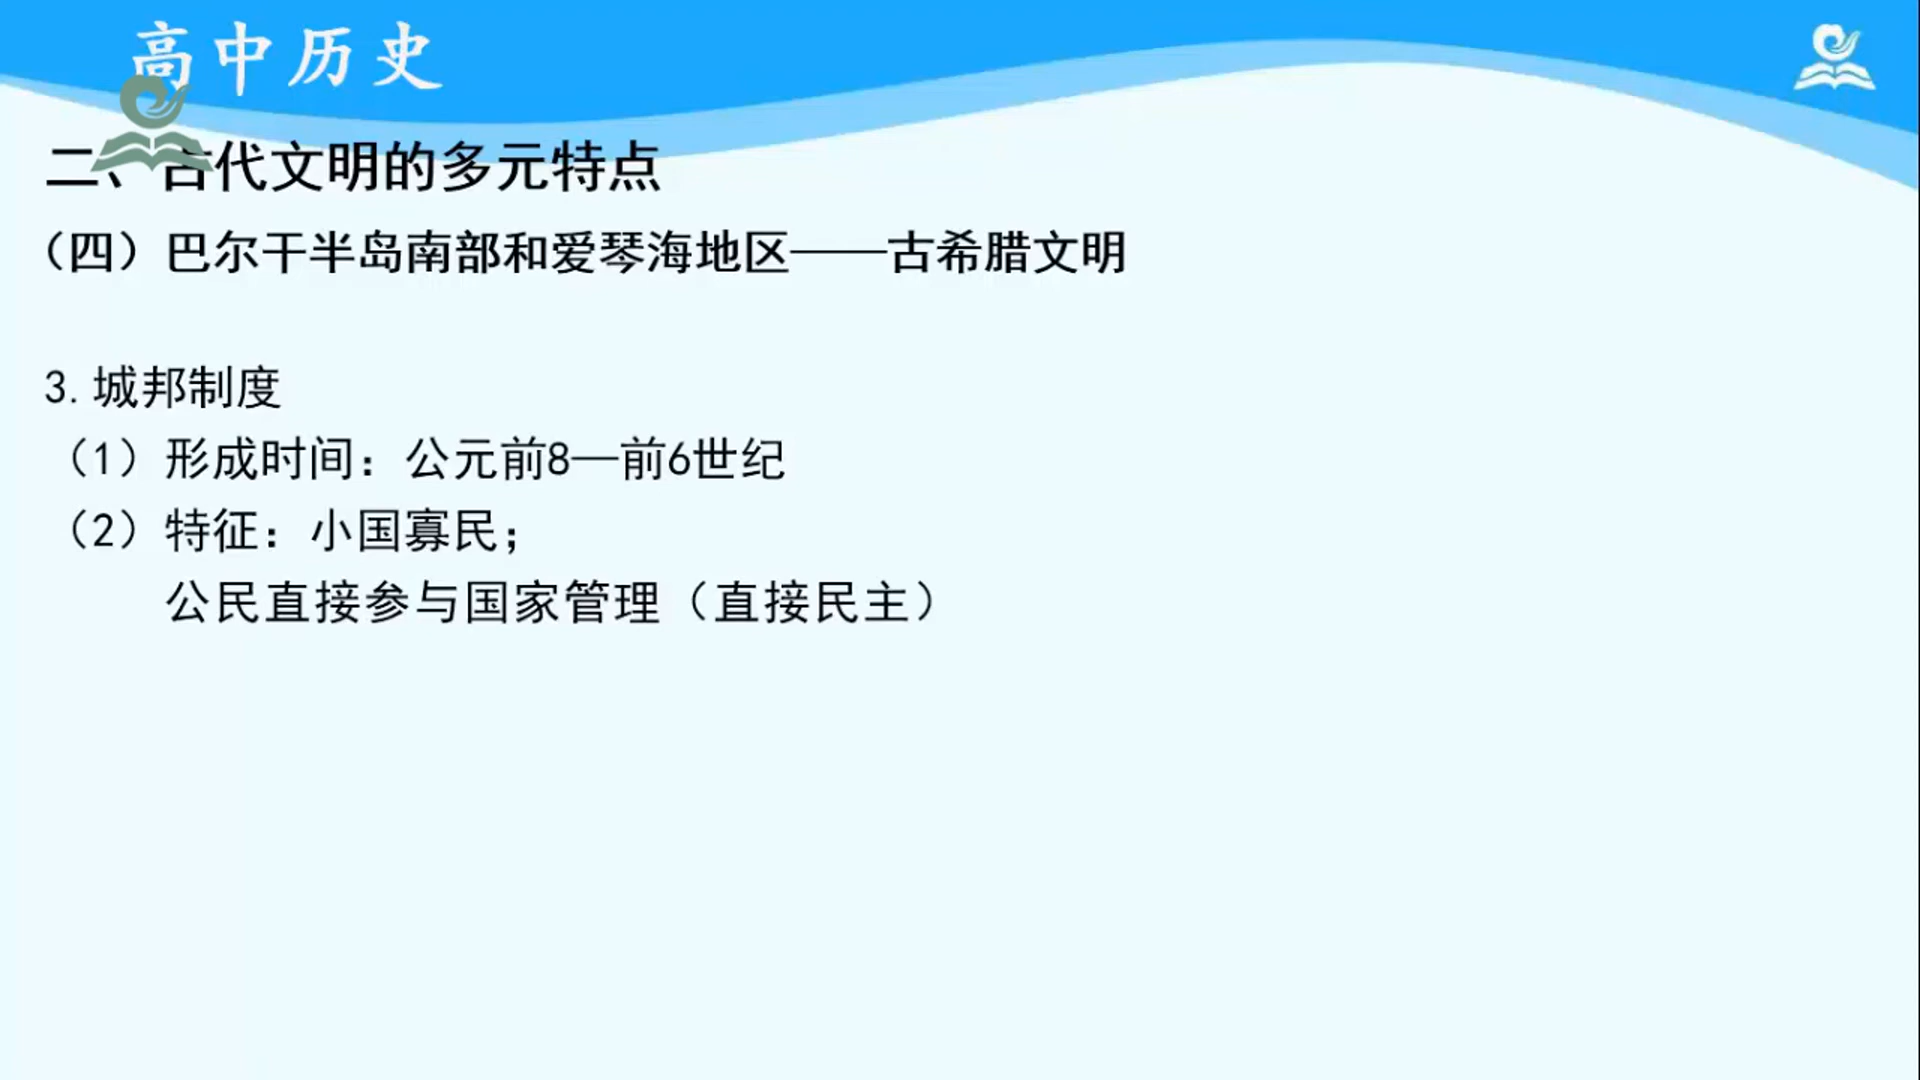 高中历史
二、古代文明的多元特点
（四）巴尔干半岛南部和爱琴海地区——古希腊文明
3.城邦制度
（1）形成时间：公元前8—前6世纪
（2）特征：小国寡民；
公民直接参与国家管理（直接民主）